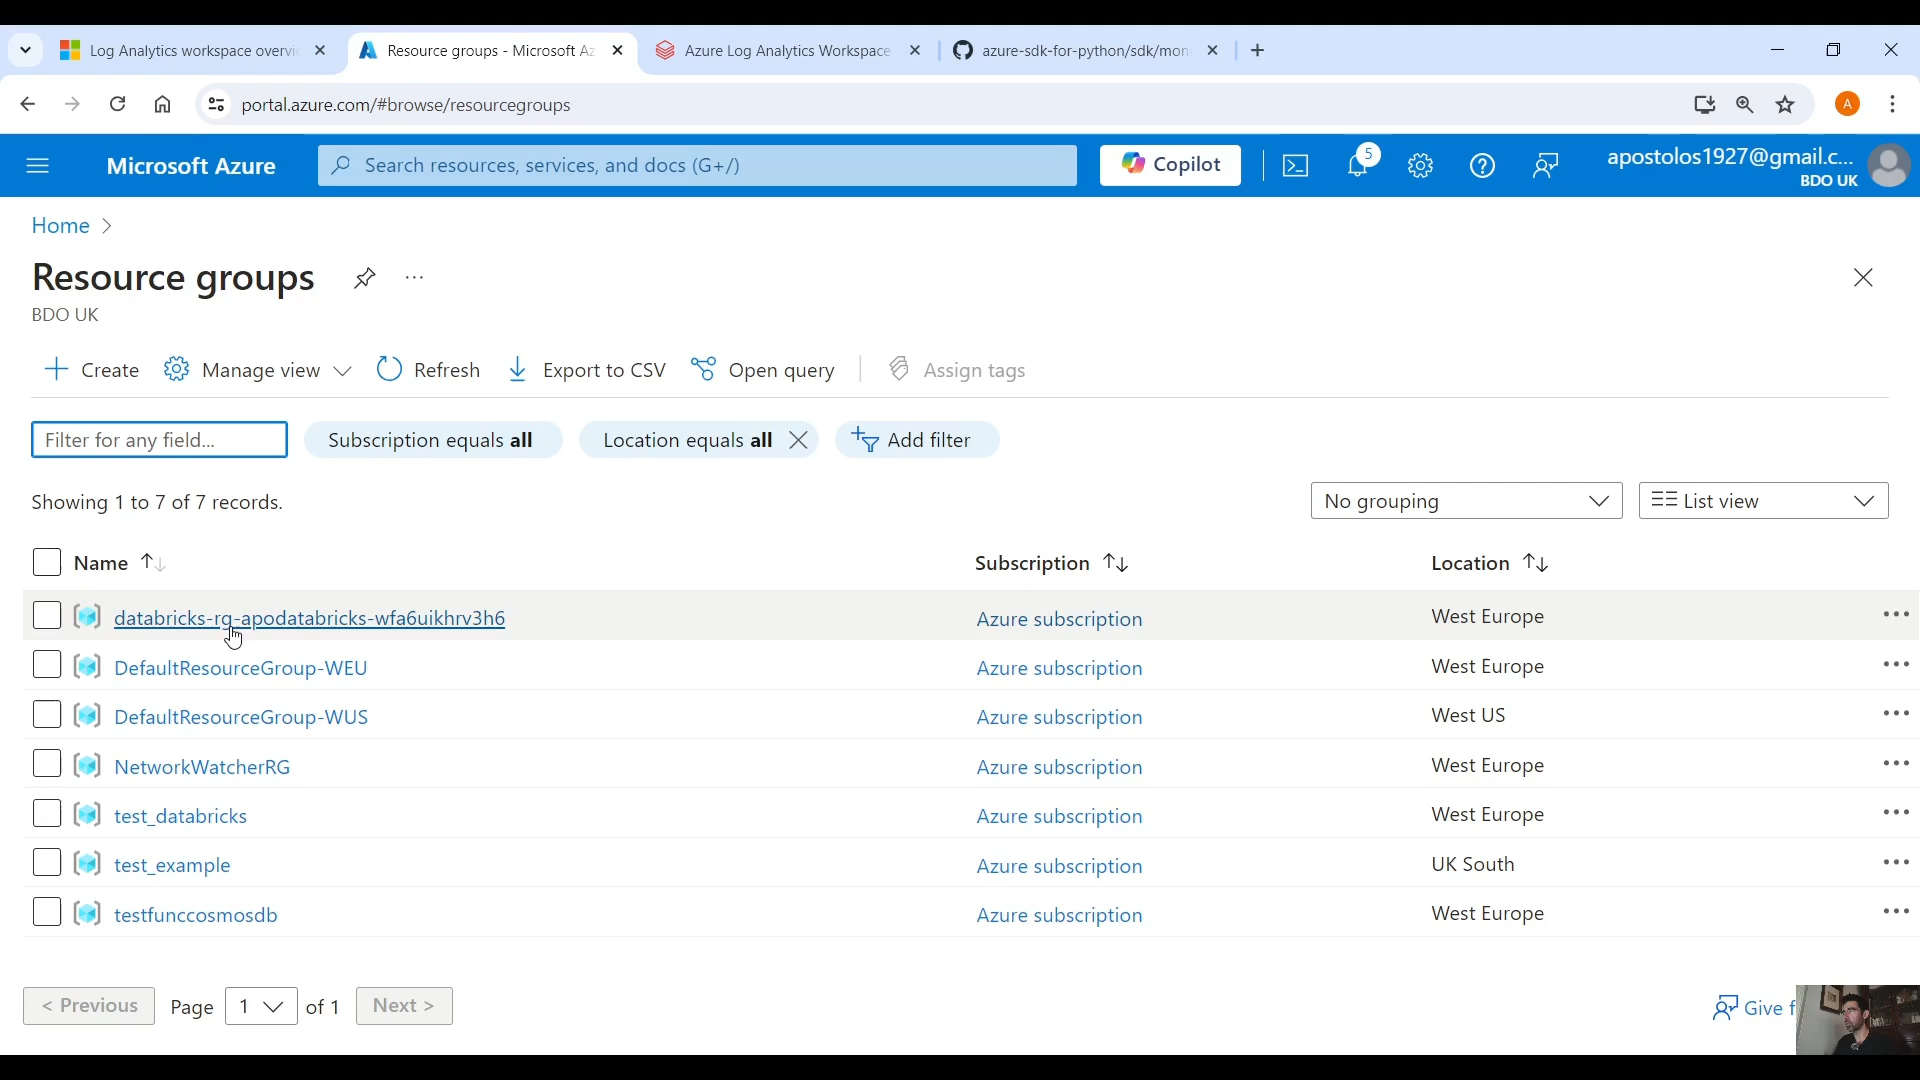 Log Analytics workspace overvi
Resource groups - Microsoft Az
Azure Log Analytics Workspace
azure-sdk-for-python/sdk/mon
portal.azure.com/#browse/resourcegroups
A
Microsoft Azure
Search resources, services, and docs (G+/)
Copilot
5
apostolos1927@gmail.c...
BDO UK
Home
Resource groups
BDO UK
Create
Manage view
Refresh
Export to CSV
Open query
Assign tags
Filter for any field...
Subscription equals all
Location equals all
Add filter
Showing 1 to 7 of 7 records.
No grouping
List view
Name
Subscription
Location
databricks-rg-apodatabricks-wfa6uikhrv3h6 Azure subscription West Europe
DefaultResourceGroup-WEU Azure subscription West Europe
DefaultResourceGroup-WUS Azure subscription West US
NetworkWatcherRG Azure subscription West Europe
test_databricks Azure subscription West Europe
test_example Azure subscription UK South
testfunccosmosdb Azure subscription West Europe
< Previous
Page 1 of 1
Next >
Give f